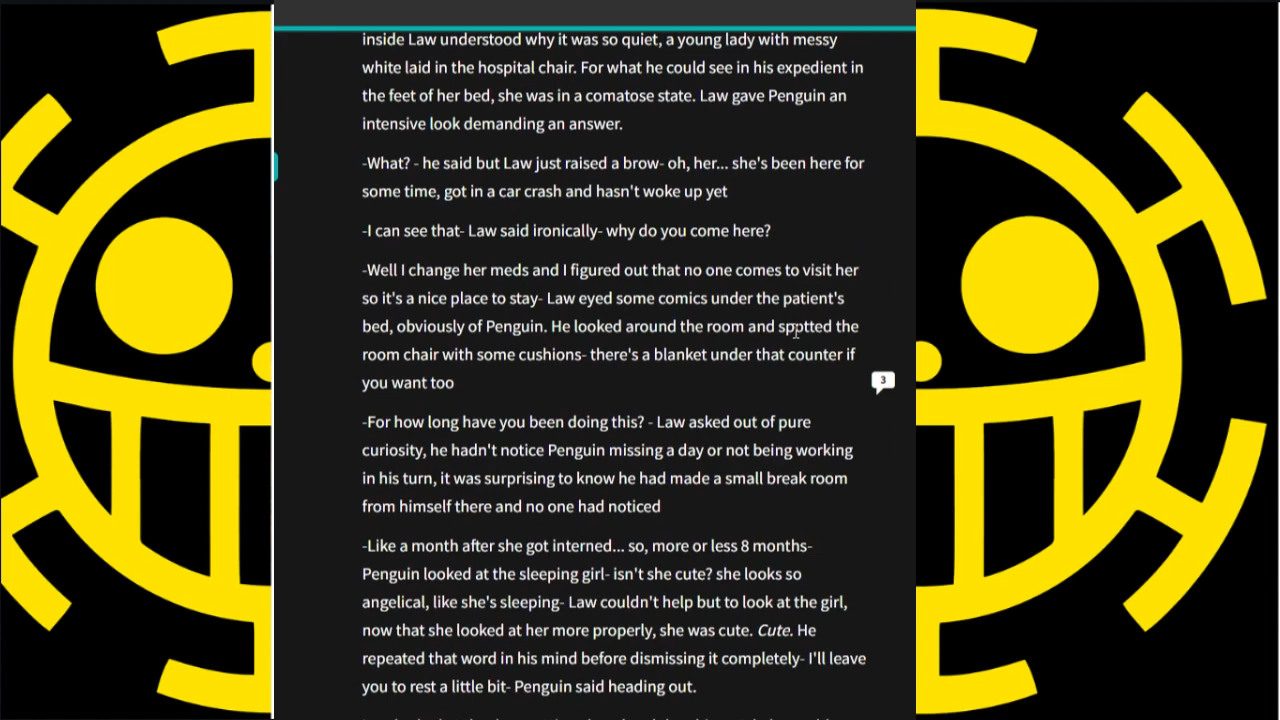 inside Law understood why it was so quiet, a young lady with messy
white laid in the hospital chair. For what he could see in his expedient in
the feet of her bed, she was in a comatose state. Law gave Penguin an
intensive look demanding an answer.
-What? - he said but Law just raised a brow- oh, her... she's been here for
some time, got in a car crash and hasn't woke up yet
-I can see that- Law said ironically- why do you come here?
-Well I change her meds and I figured out that no one comes to visit her
so it's a nice place to stay- Law eyed some comics under the patient's
bed, obviously of Penguin. He looked around the room and spotted the
room chair with some cushions- there's a blanket under that counter if
you want too
3
-For how long have you been doing this? - Law asked out of pure
curiosity, he hadn't notice Penguin missing a day or not being working
in his turn, it was surprising to know he had made a small break room
from himself there and no one had noticed
-Like a month after she got interned... so, more or less 8 months-
Penguin looked at the sleeping girl- isn't she cute? she looks so
angelical, like she's sleeping- Law couldn't help but to look at the girl,
now that she looked at her more properly, she was cute. Cute. He
repeated that word in his mind before dismissing it completely- I'll leave
you to rest a little bit- Penguin said heading out.